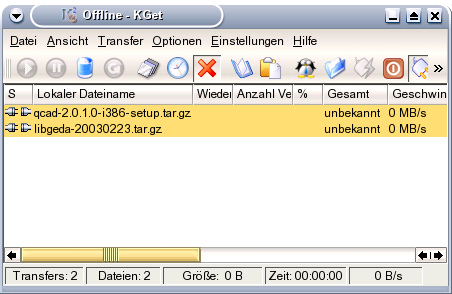 Offline - KGet
Datei Ansicht Transfer Optionen Einstellungen Hilfe
S Lokaler Dateiname Wieder Anzahl Ve % Gesamt Geschwin
qcad-2.0.1.0-i386-setup.tar.gz unbekannt 0 MB/s
libgeda-20030223.tar.gz unbekannt 0 MB/s
Transfers: 2 Dateien: 2 Größe: 0 B Zeit: 00:00:00 0 B/s